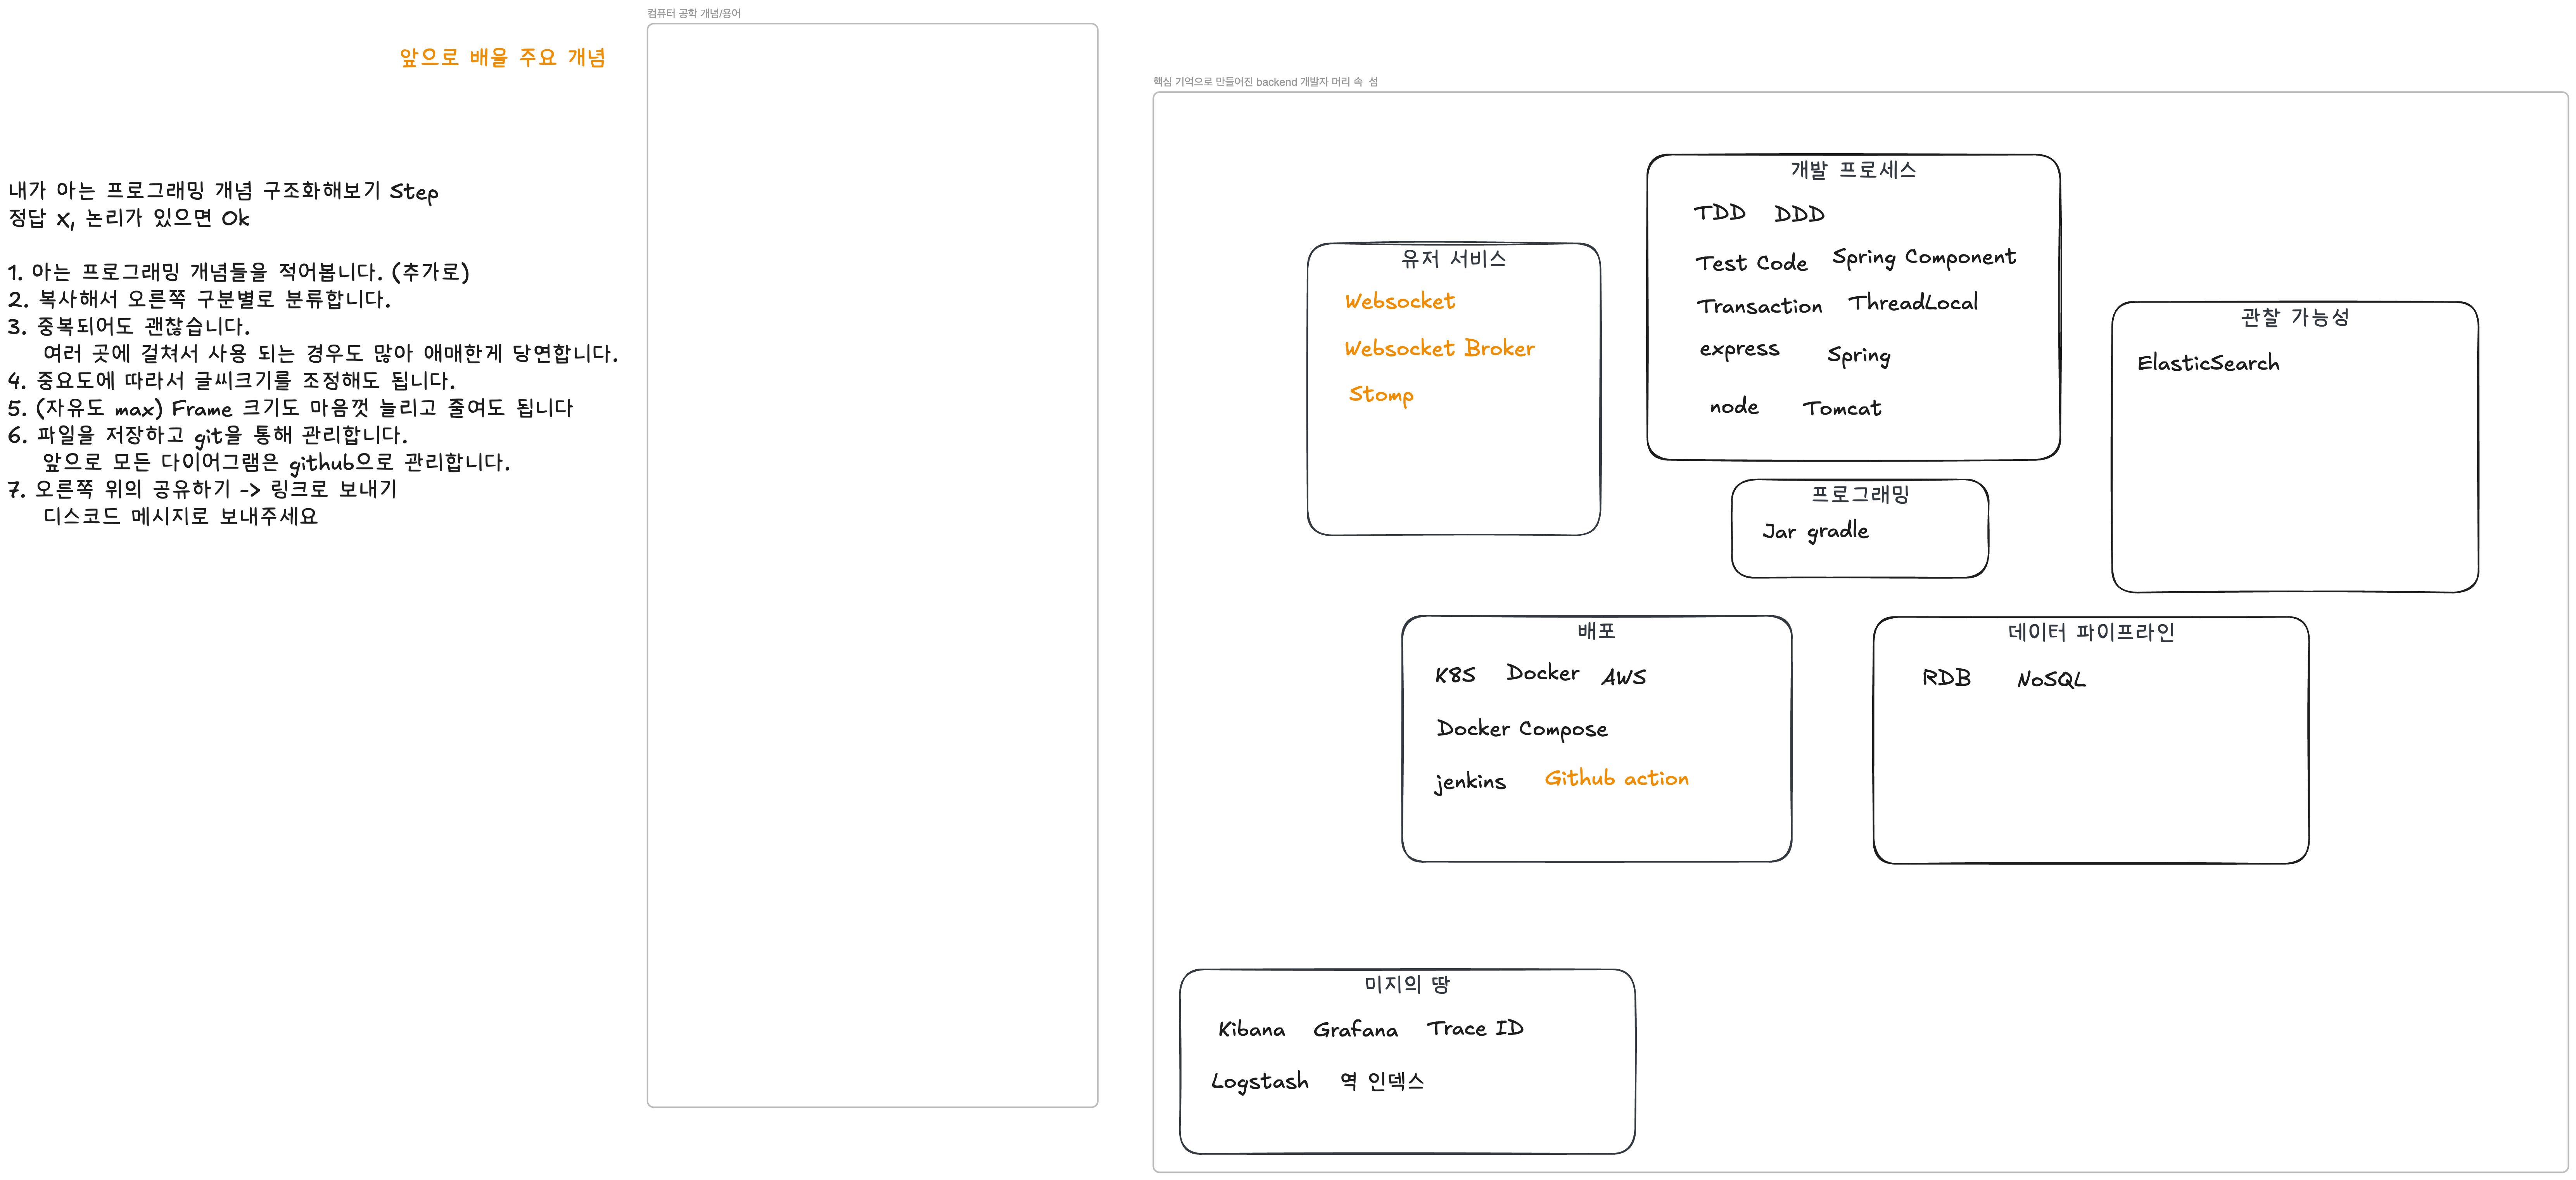 컴퓨터 공학 개념/용어
앞으로 배울 주요 개념
내가 아는 프로그래밍 개념 구조화해보기 Step
정답 X, 논리가 있으면 Ok
1. 아는 프로그래밍 개념들을 적어봅니다. (추가로)
2. 복사해서 오른쪽 구분별로 분류합니다.
3. 중복되어도 괜찮습니다.
여러 곳에 걸쳐서 사용 되는 경우도 많아 애매한게 당연합니다.
4. 중요도에 따라서 글씨크기를 조정해도 됩니다.
5. (자유도 max) Frame 크기도 마음껏 늘리고 줄여도 됩니다
6. 파일을 저장하고 git을 통해 관리합니다.
앞으로 모든 다이어그램은 github으로 관리합니다.
7. 오른쪽 위의 공유하기 -> 링크로 보내기
디스코드 메시지로 보내주세요
핵심 기억으로 만들어진 backend 개발자 머리 속 섬
유저 서비스
Websocket
Websocket Broker
Stomp
개발 프로세스
TDD DDD
Test Code Spring Component
Transaction ThreadLocal
express Spring
node Tomcat
프로그래밍
Jar gradle
관찰 가능성
ElasticSearch
배포
K8S Docker AWS
Docker Compose
jenkins Github action
데이터 파이프라인
RDB NoSQL
미지의 땅
Kibana Grafana Trace ID
Logstash 역 인덱스